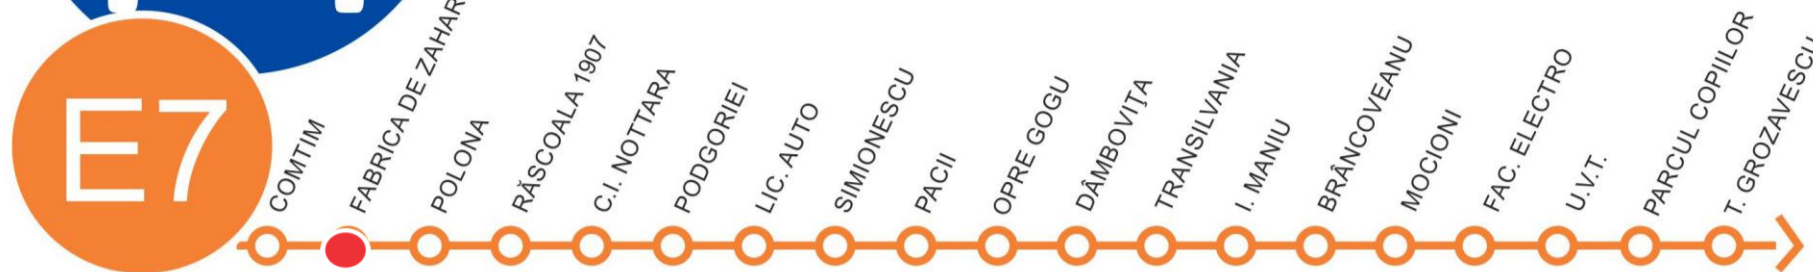 E7
COMTIM
FABRICA DE ZAHAR
POLONA
RĂSCOALA 1907
C.I. NOTTARA
PODGORIEI
LIC. AUTO
SIMIONESCU
PACII
OPRE GOGU
DÂMBOVIȚA
TRANSILVANIA
I. MANIU
BRÂNCOVEANU
MOCIONI
FAC. ELECTRO
U.V.T.
PARCUL COPIILOR
T. GROZAVESCU